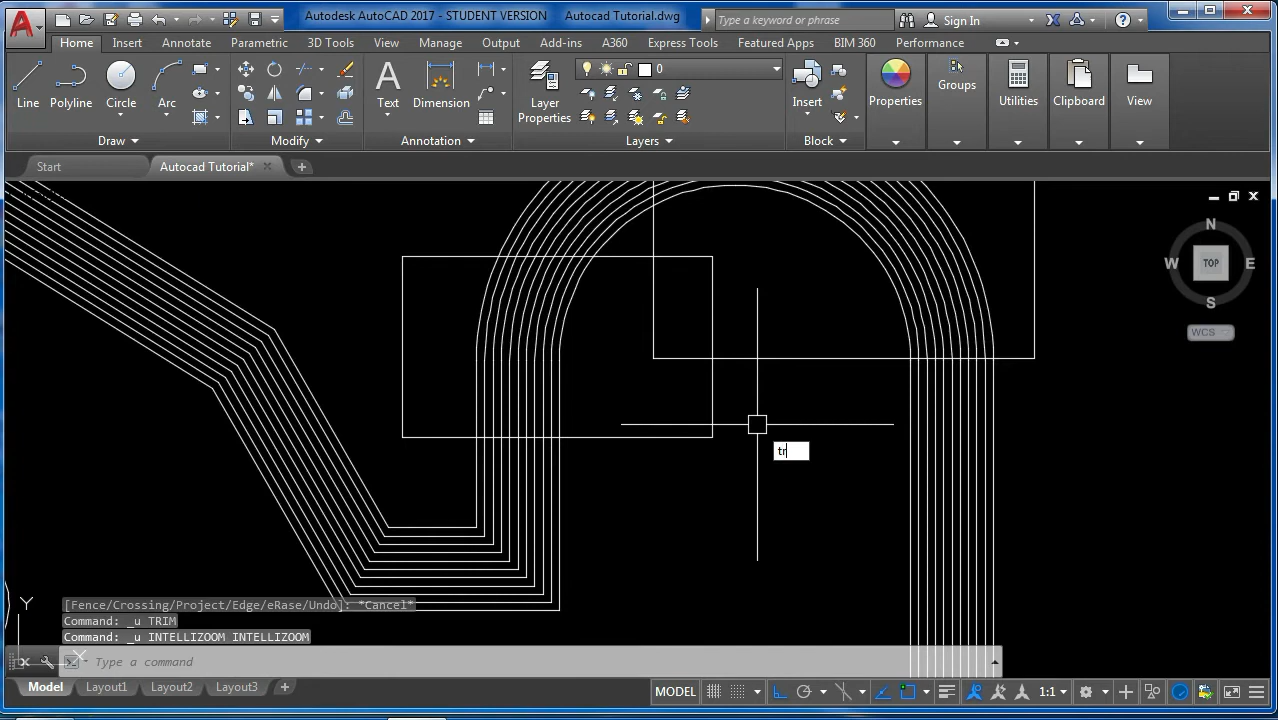 Autodesk AutoCAD 2017 - STUDENT VERSION Autocad Tutorial.dwg
Type a keyword or phrase
Sign In
Home Insert Annotate Parametric 3D Tools View Manage Output Add-ins A360 Express Tools Featured Apps BIM 360 Performance
0
Line Polyline Circle Arc
Text Dimension
Layer
Properties
Insert
Properties Groups Utilities Clipboard View
Draw Modify Annotation Layers Block
Start Autocad Tutorial*
N
W TOP E
S
WCS
tr
Y
X
[Fence/Crossing/Project/Edge/eRase/Undo]: *Cancel*
Command: _u TRIM
Command: _u INTELLIZOOM INTELLIZOOM
Type a command
Model Layout1 Layout2 Layout3
MODEL
1:1